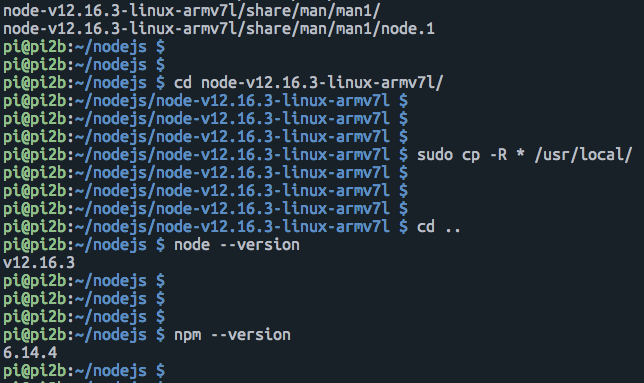 node-v12.16.3-linux-armv7l/share/man/man1/
node-v12.16.3-linux-armv7l/share/man/man1/node.1
pi@pi2b:~/nodejs $
pi@pi2b:~/nodejs $
pi@pi2b:~/nodejs $ cd node-v12.16.3-linux-armv7l/
pi@pi2b:~/nodejs/node-v12.16.3-linux-armv7l $
pi@pi2b:~/nodejs/node-v12.16.3-linux-armv7l $
pi@pi2b:~/nodejs/node-v12.16.3-linux-armv7l $
pi@pi2b:~/nodejs/node-v12.16.3-linux-armv7l $ sudo cp -R * /usr/local/
pi@pi2b:~/nodejs/node-v12.16.3-linux-armv7l $
pi@pi2b:~/nodejs/node-v12.16.3-linux-armv7l $
pi@pi2b:~/nodejs/node-v12.16.3-linux-armv7l $
pi@pi2b:~/nodejs/node-v12.16.3-linux-armv7l $ cd ..
pi@pi2b:~/nodejs $ node --version
v12.16.3
pi@pi2b:~/nodejs $
pi@pi2b:~/nodejs $
pi@pi2b:~/nodejs $
pi@pi2b:~/nodejs $ npm --version
6.14.4
pi@pi2b:~/nodejs $